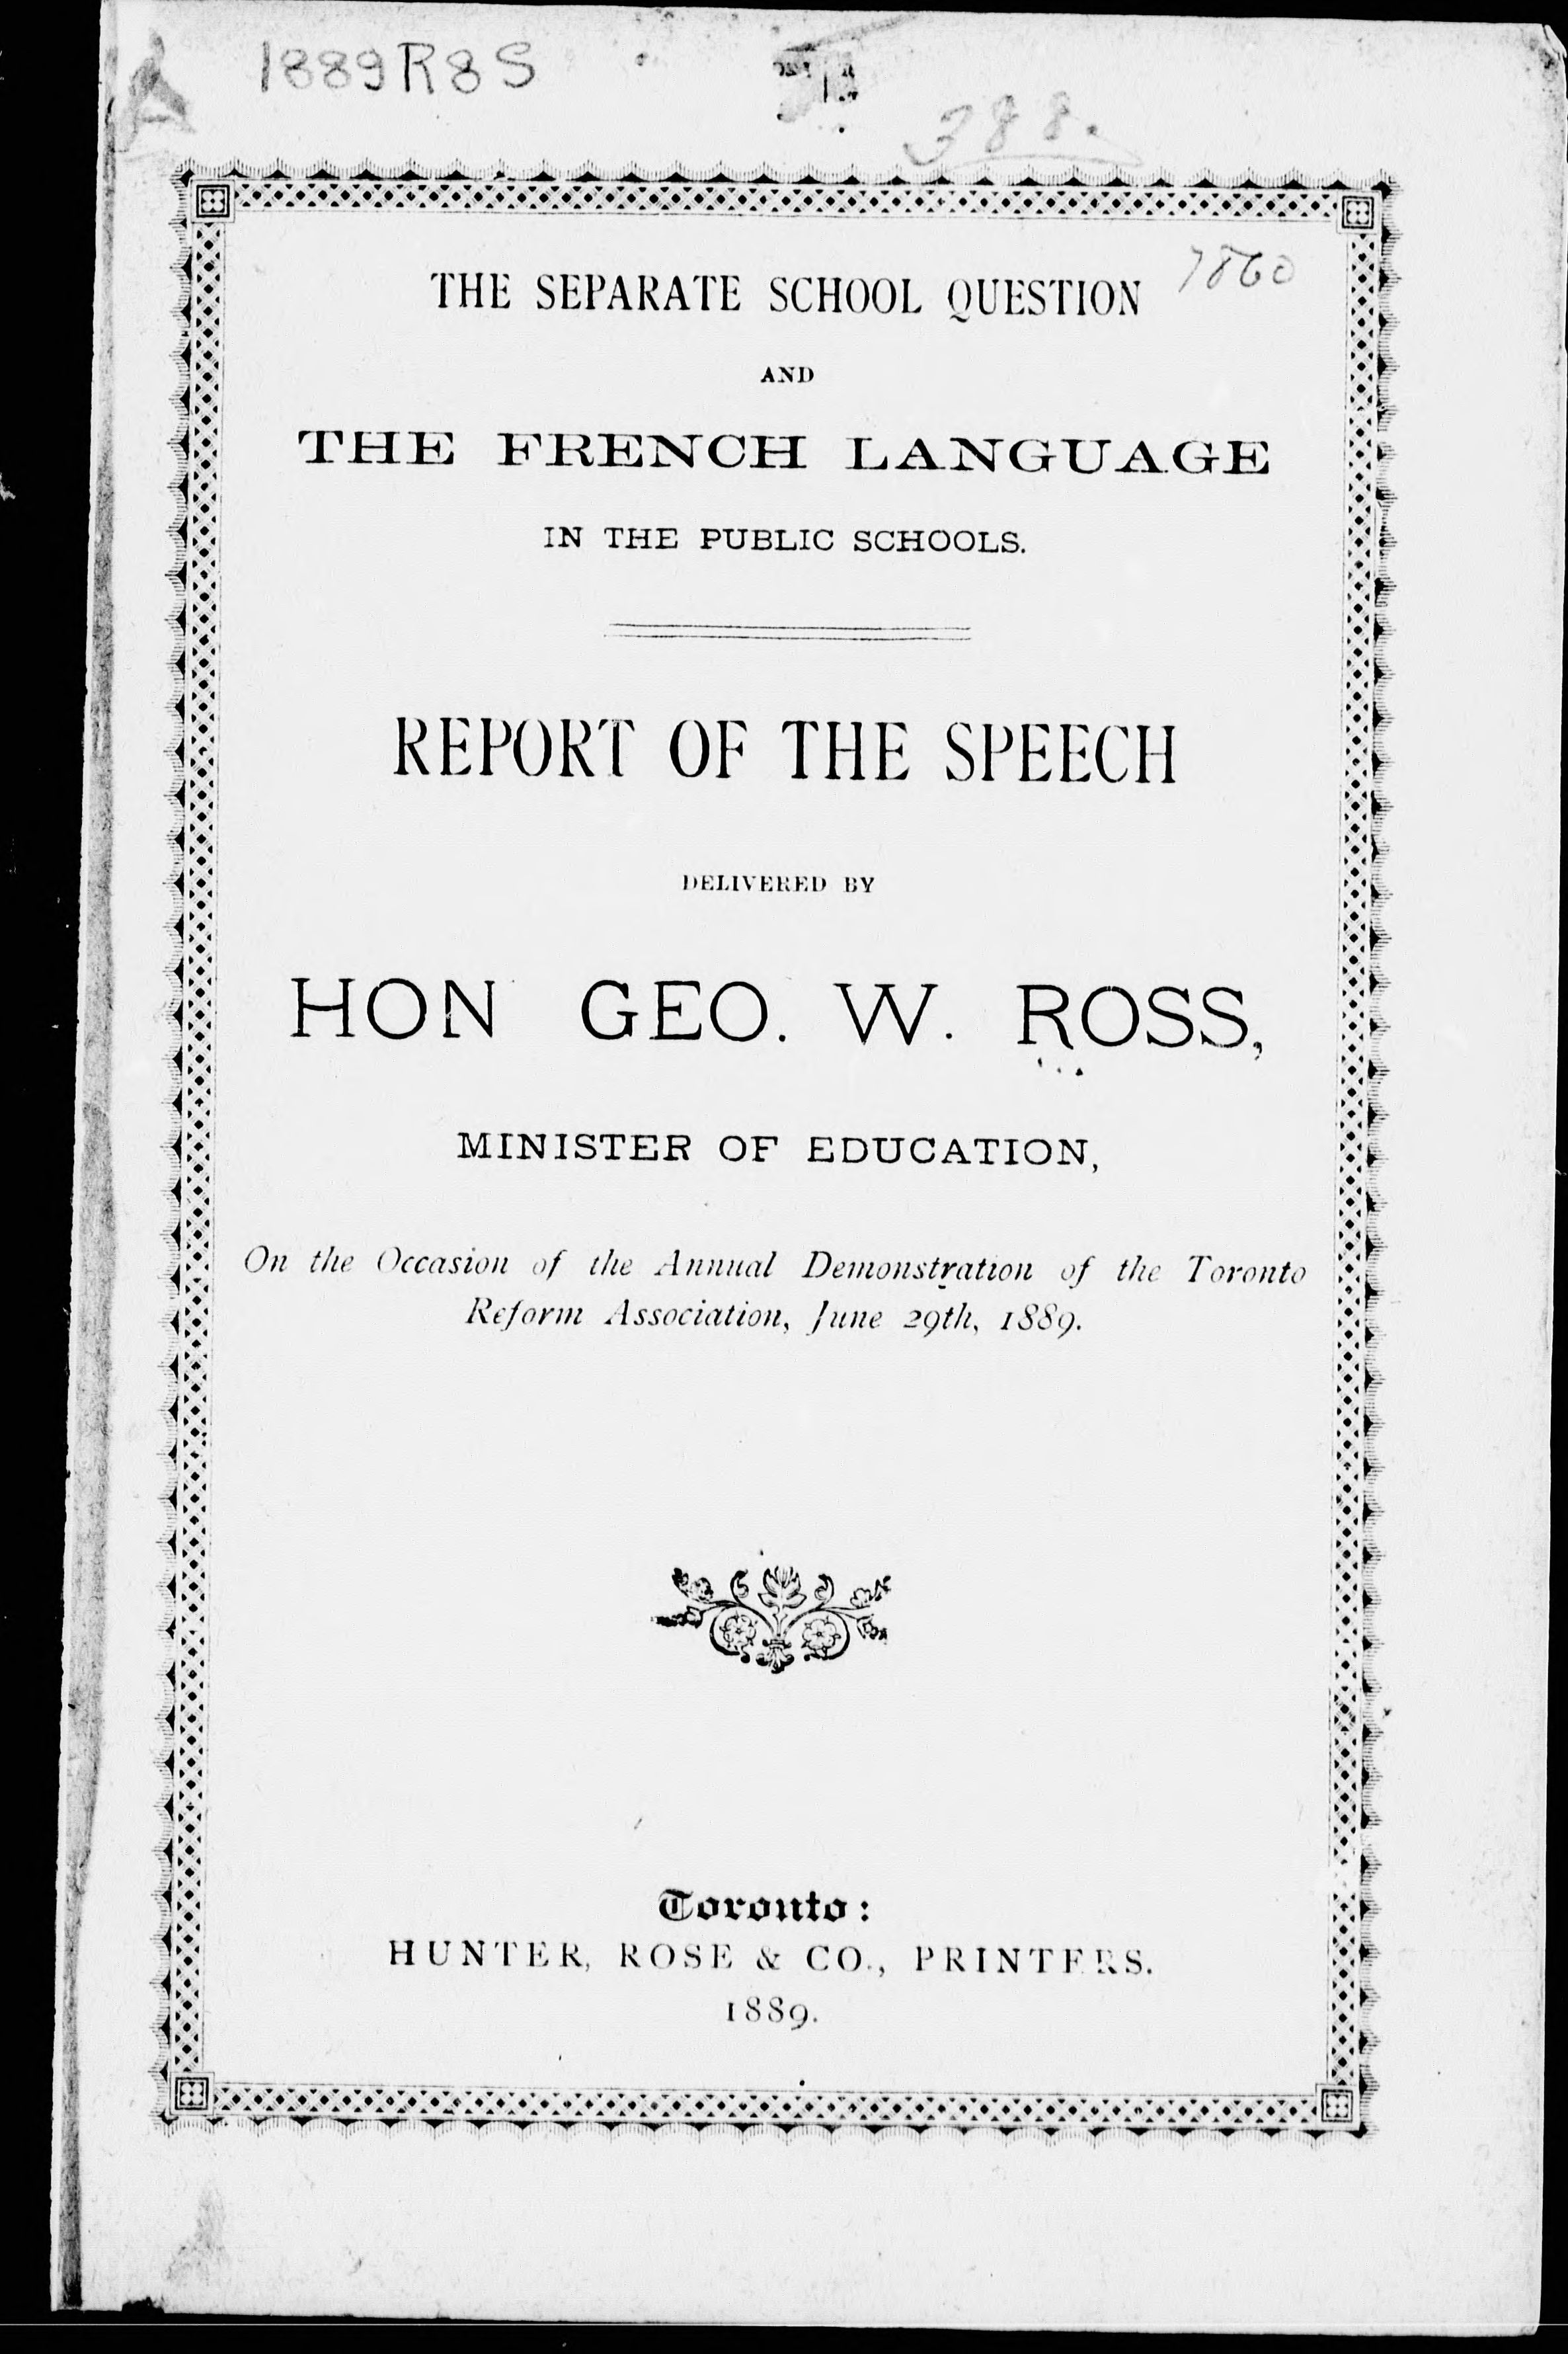 1889R8S
388.
7860
THE SEPARATE SCHOOL QUESTION
AND
THE FRENCH LANGUAGE
IN THE PUBLIC SCHOOLS.
REPORT OF THE SPEECH
DELIVERED BY
HON GEO. W. ROSS,
MINISTER OF EDUCATION,
On the Occasion of the Annual Demonstration of the Toronto
Reform Association, June 29th, 1889.
Toronto:
HUNTER, ROSE & CO., PRINTERS.
1889.